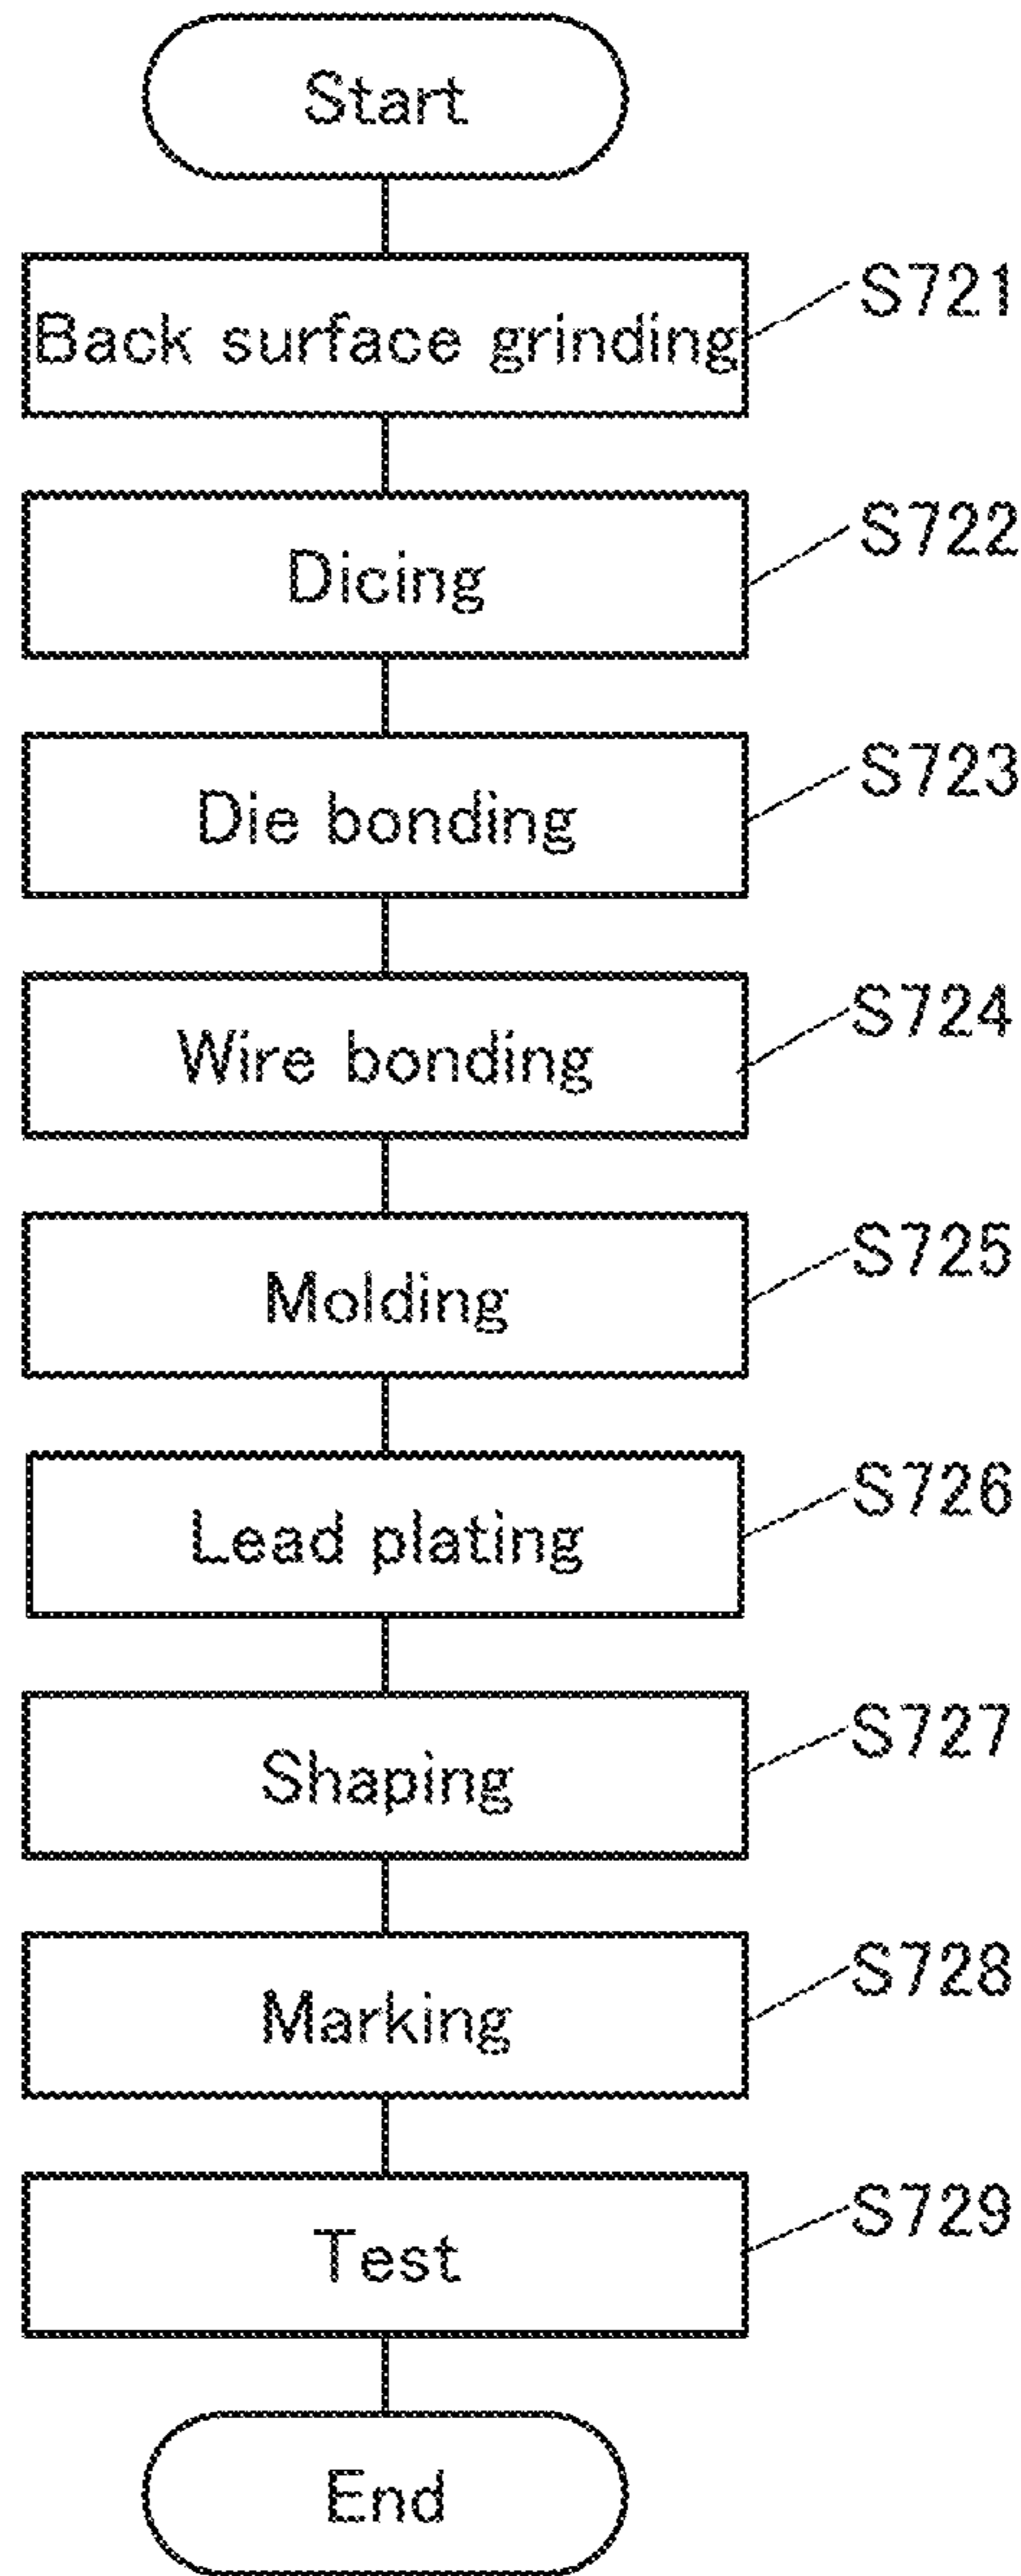 Start
Back surface grinding
S721
Dicing
S722
Die bonding
S723
Wire bonding
S724
Molding
S725
Lead plating
S726
Shaping
S727
Marking
S728
Test
S729
End